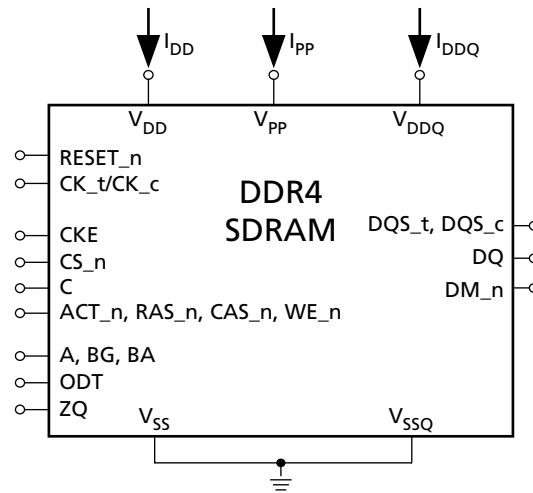 IDD IPP IDDQ
VDD VPP VDDQ
RESET_n
CK_t/CK_c
DDR4
SDRAM
CKE
DQS_t, DQS_c
CS_n
DQ
C
DM_n
ACT_n, RAS_n, CAS_n, WE_n
A, BG, BA
ODT
ZQ
VSS VSSQ